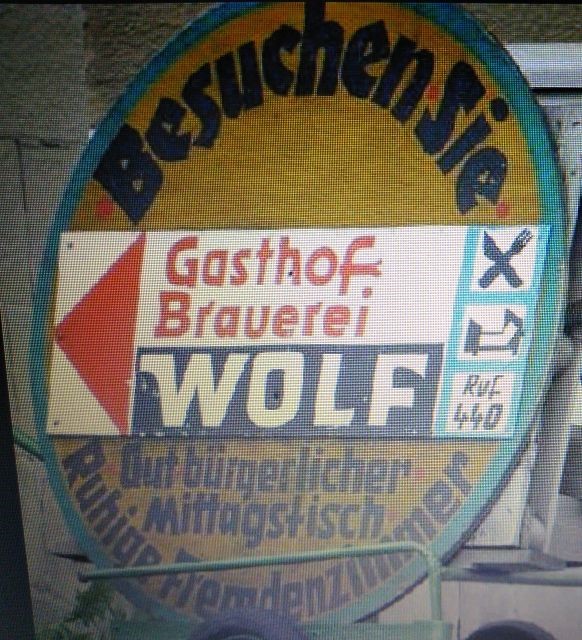 Besuchen Sie
Gasthof
Brauerei
WOLF
Ruf
440
Gut bürgerlicher
Mittagstisch
Ruhige Fremdenzimmer